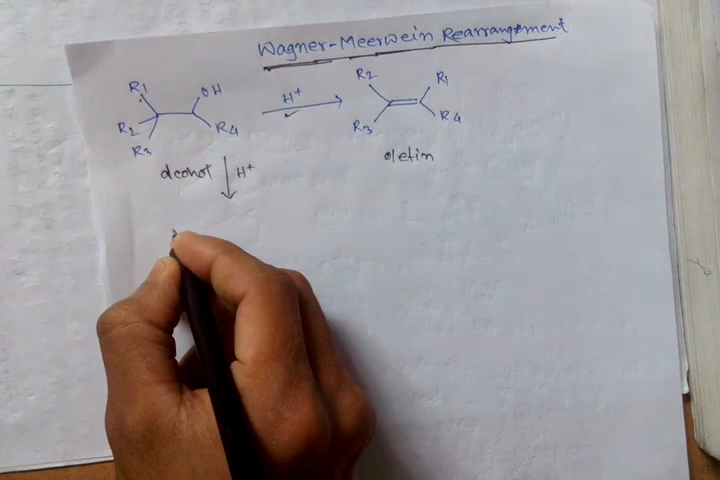 Wagner-Meerwein Rearrangement
R1 OH H+ R2 R1
R2 R3 R4 R3 R4
alcohol H+ olefin